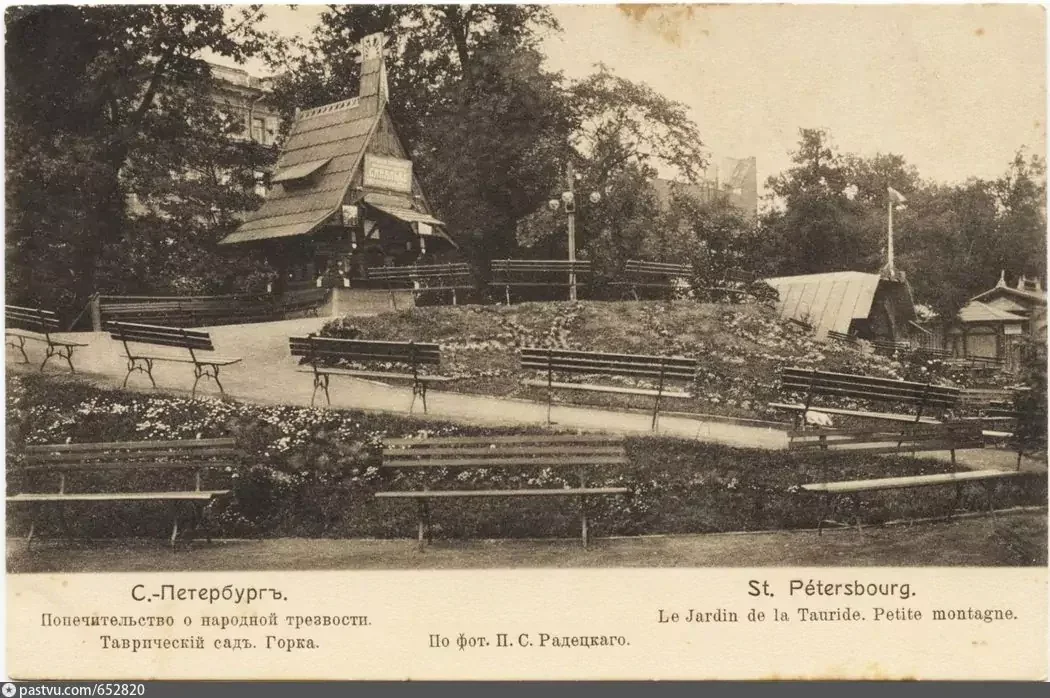 С.-Петербургъ.
Попечительство о народной трезвости.
Таврическій садъ. Горка.
По фот. П. С. Радецкаго.
St. Pétersbourg.
Le Jardin de la Tauride. Petite montagne.
pastvu.com/652820